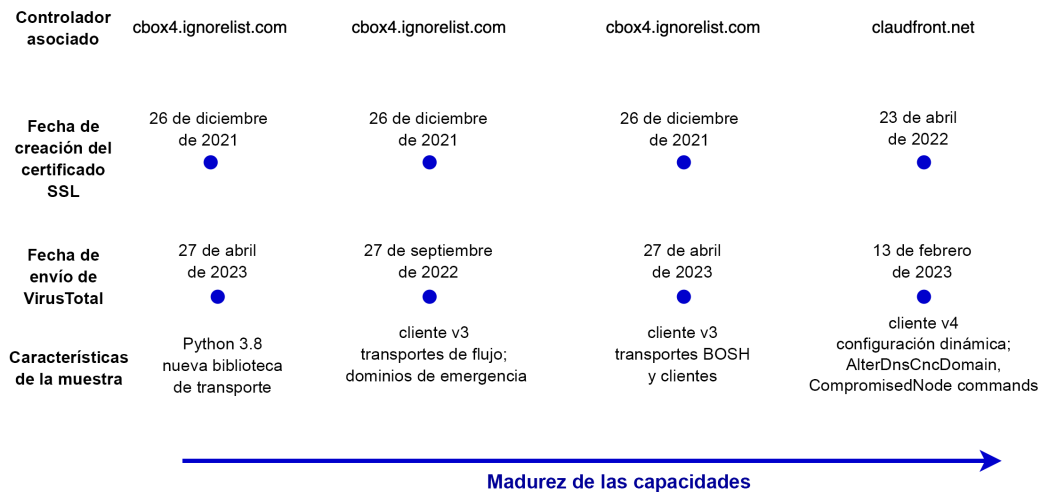 Controlador
asociado
cbox4.ignorelist.com
cbox4.ignorelist.com
cbox4.ignorelist.com
claudfront.net
Fecha de
creación del
certificado
SSL
26 de diciembre
de 2021
26 de diciembre
de 2021
26 de diciembre
de 2021
23 de abril
de 2022
Fecha de
envío de
VirusTotal
27 de abril
de 2023
27 de septiembre
de 2022
27 de abril
de 2023
13 de febrero
de 2023
Características
de la muestra
Python 3.8
nueva biblioteca
de transporte
cliente v3
transportes de flujo;
dominios de emergencia
cliente v3
transportes BOSH
y clientes
cliente v4
configuración dinámica;
AlterDnsCncDomain,
CompromisedNode commands
Madurez de las capacidades